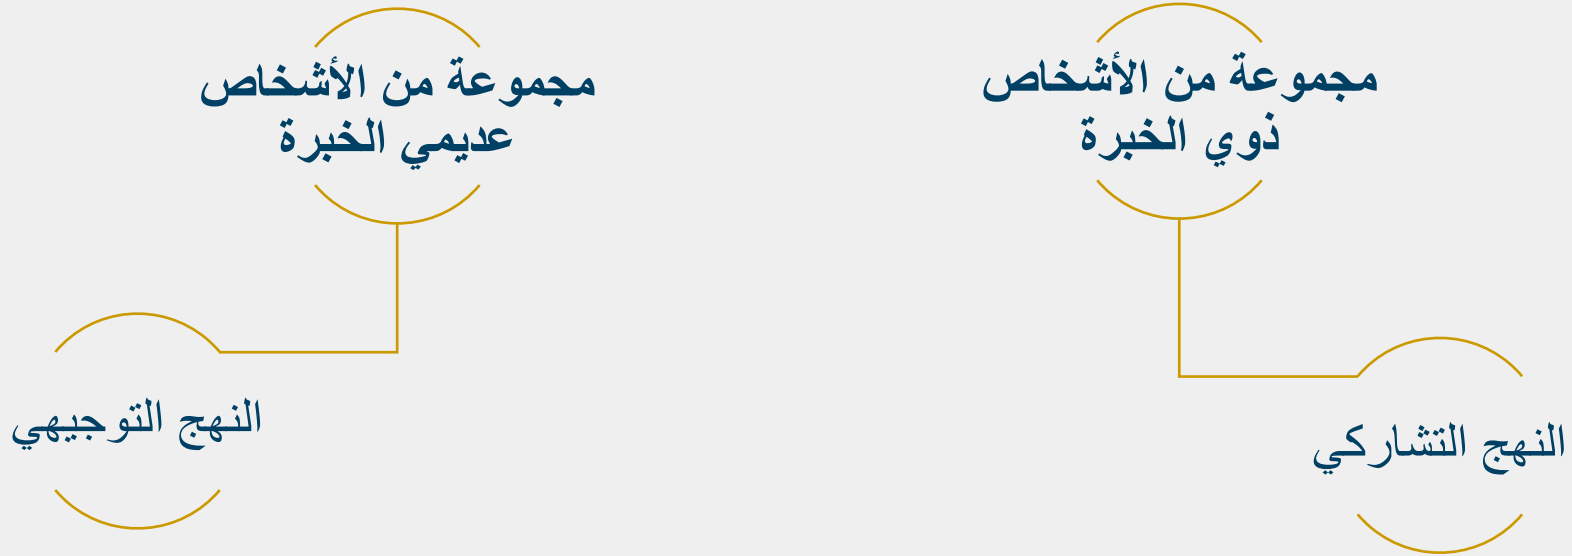 مجموعة من الأشخاص
ذوي الخبرة
النهج التشاركي
مجموعة من الأشخاص
عديمي الخبرة
النهج التوجيهي